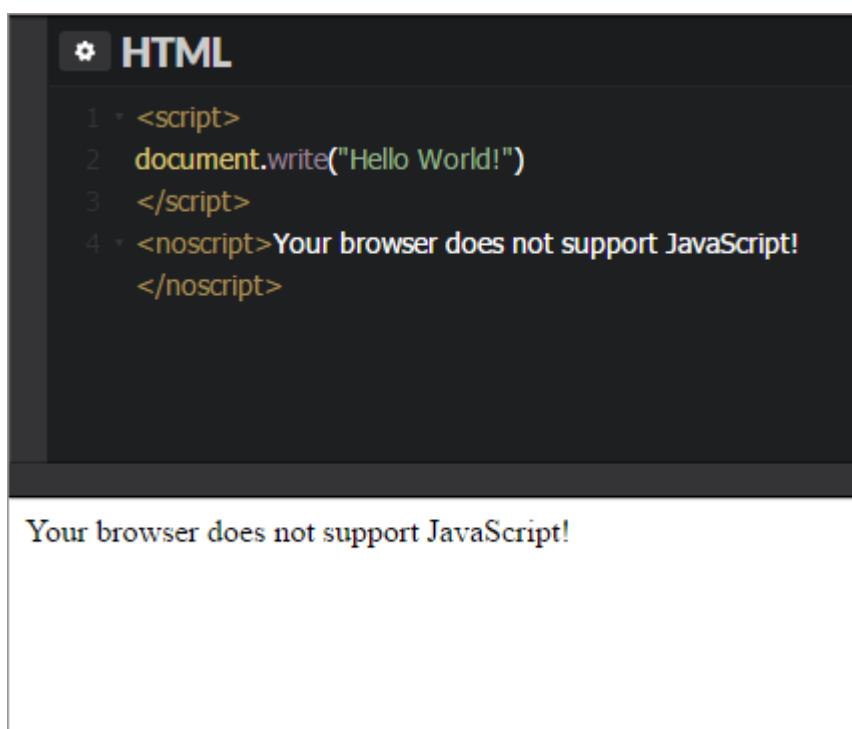 HTML
1 <script>
2 document.write("Hello World!")
3 </script>
4 <noscript>Your browser does not support JavaScript!
</noscript>
Your browser does not support JavaScript!